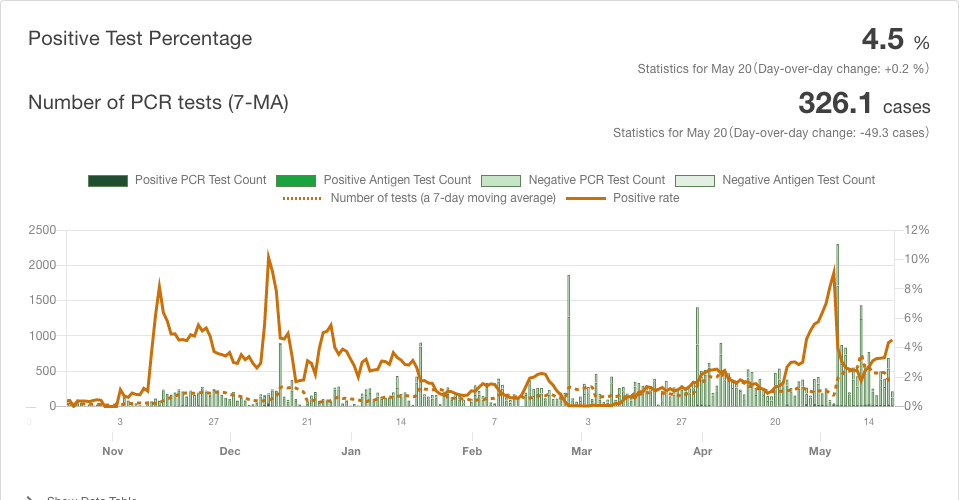 Positive Test Percentage
4.5 %
Statistics for May 20 (Day-over-day change: +0.2 %)
Number of PCR tests (7-MA)
326.1 cases
Statistics for May 20 (Day-over-day change: -49.3 cases)
Positive PCR Test Count Positive Antigen Test Count Negative PCR Test Count Negative Antigen Test Count
Number of tests (a 7-day moving average) Positive rate
2500 12%
2000 10%
8%
1500
6%
1000
4%
500
2%
0 0%
3 27 21 14 7 3 27 20 14
Nov Dec Jan Feb Mar Apr May
Show Data Table